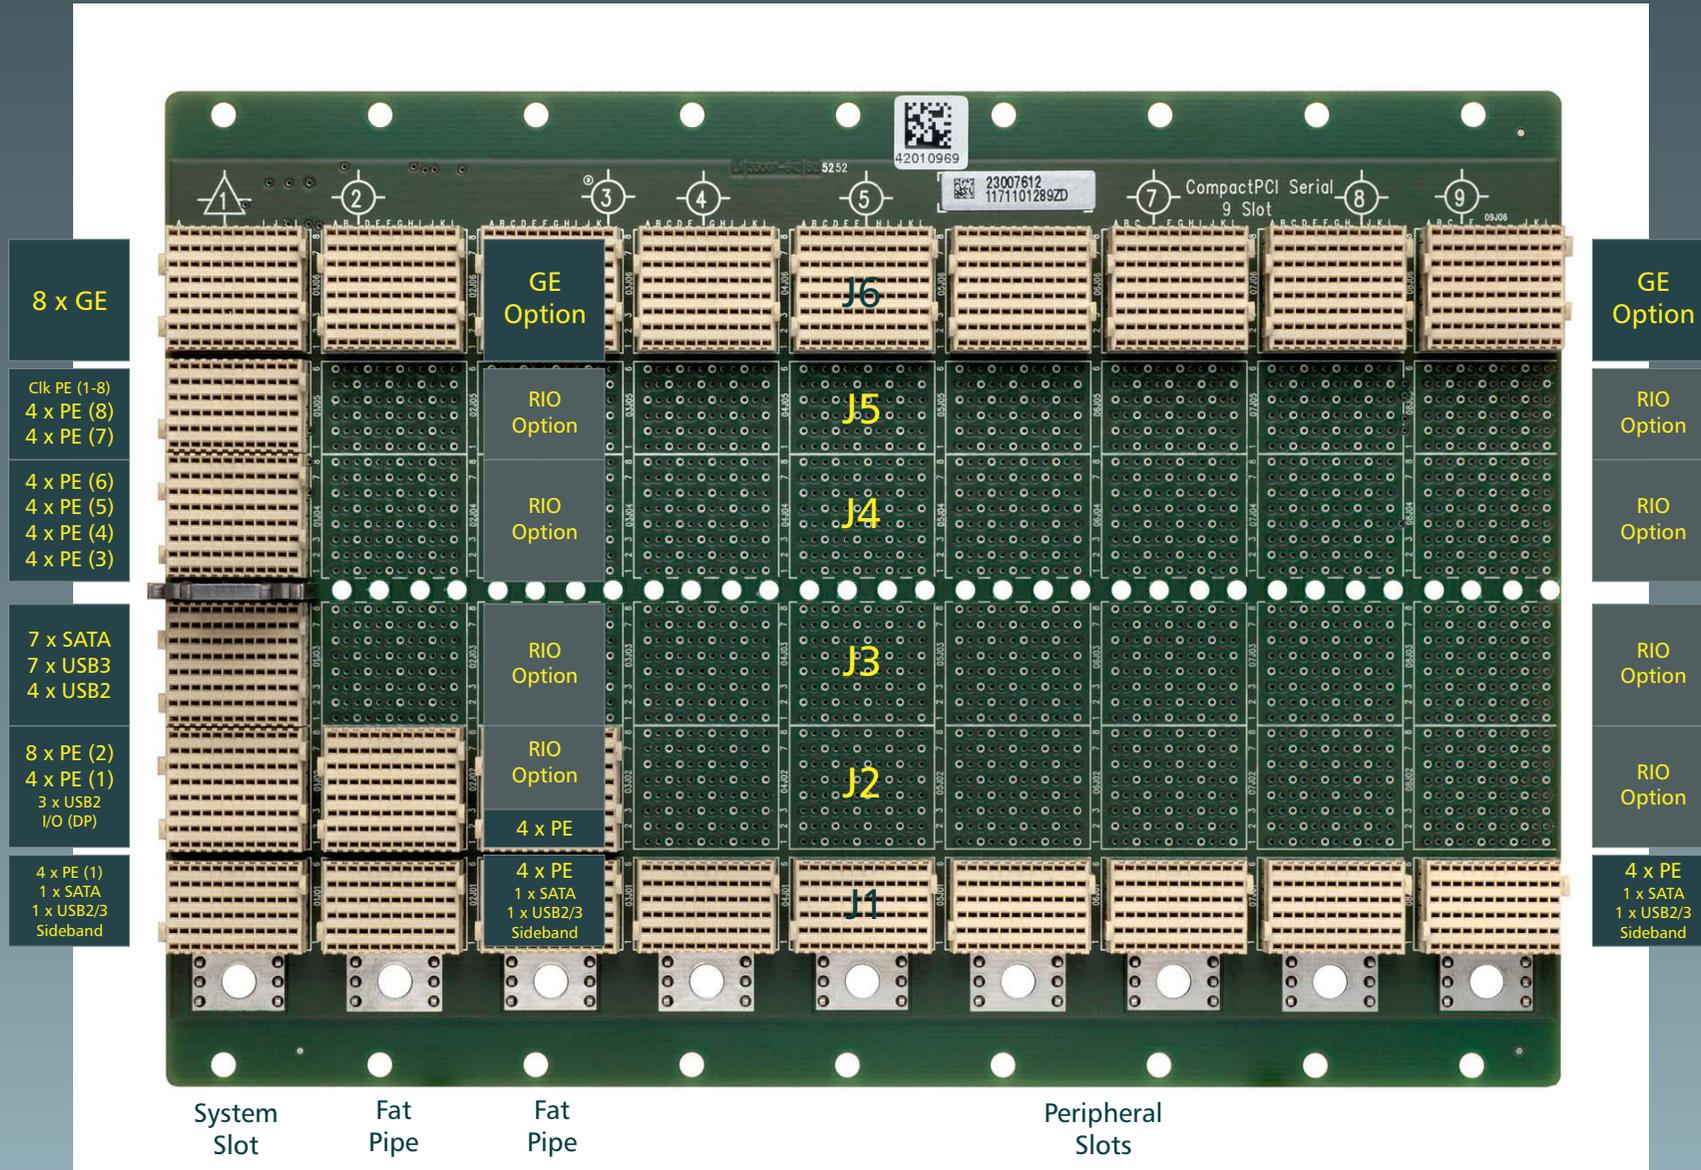 42010969
5252
23007612
1171101289ZD
1
2
3
4
5
7
CompactPCI Serial
9 Slot
8
9
09J06
8 x GE
GE
Option
J6
GE
Option
Clk PE (1-8)
4 x PE (8)
4 x PE (7)
RIO
Option
J5
RIO
Option
4 x PE (6)
4 x PE (5)
4 x PE (4)
4 x PE (3)
RIO
Option
J4
RIO
Option
7 x SATA
7 x USB3
4 x USB2
RIO
Option
J3
RIO
Option
8 x PE (2)
4 x PE (1)
3 x USB2
I/O (DP)
RIO
Option
4 x PE
J2
RIO
Option
4 x PE (1)
1 x SATA
1 x USB2/3
Sideband
4 x PE
1 x SATA
1 x USB2/3
Sideband
J1
4 x PE
1 x SATA
1 x USB2/3
Sideband
System
Slot
Fat
Pipe
Fat
Pipe
Peripheral
Slots